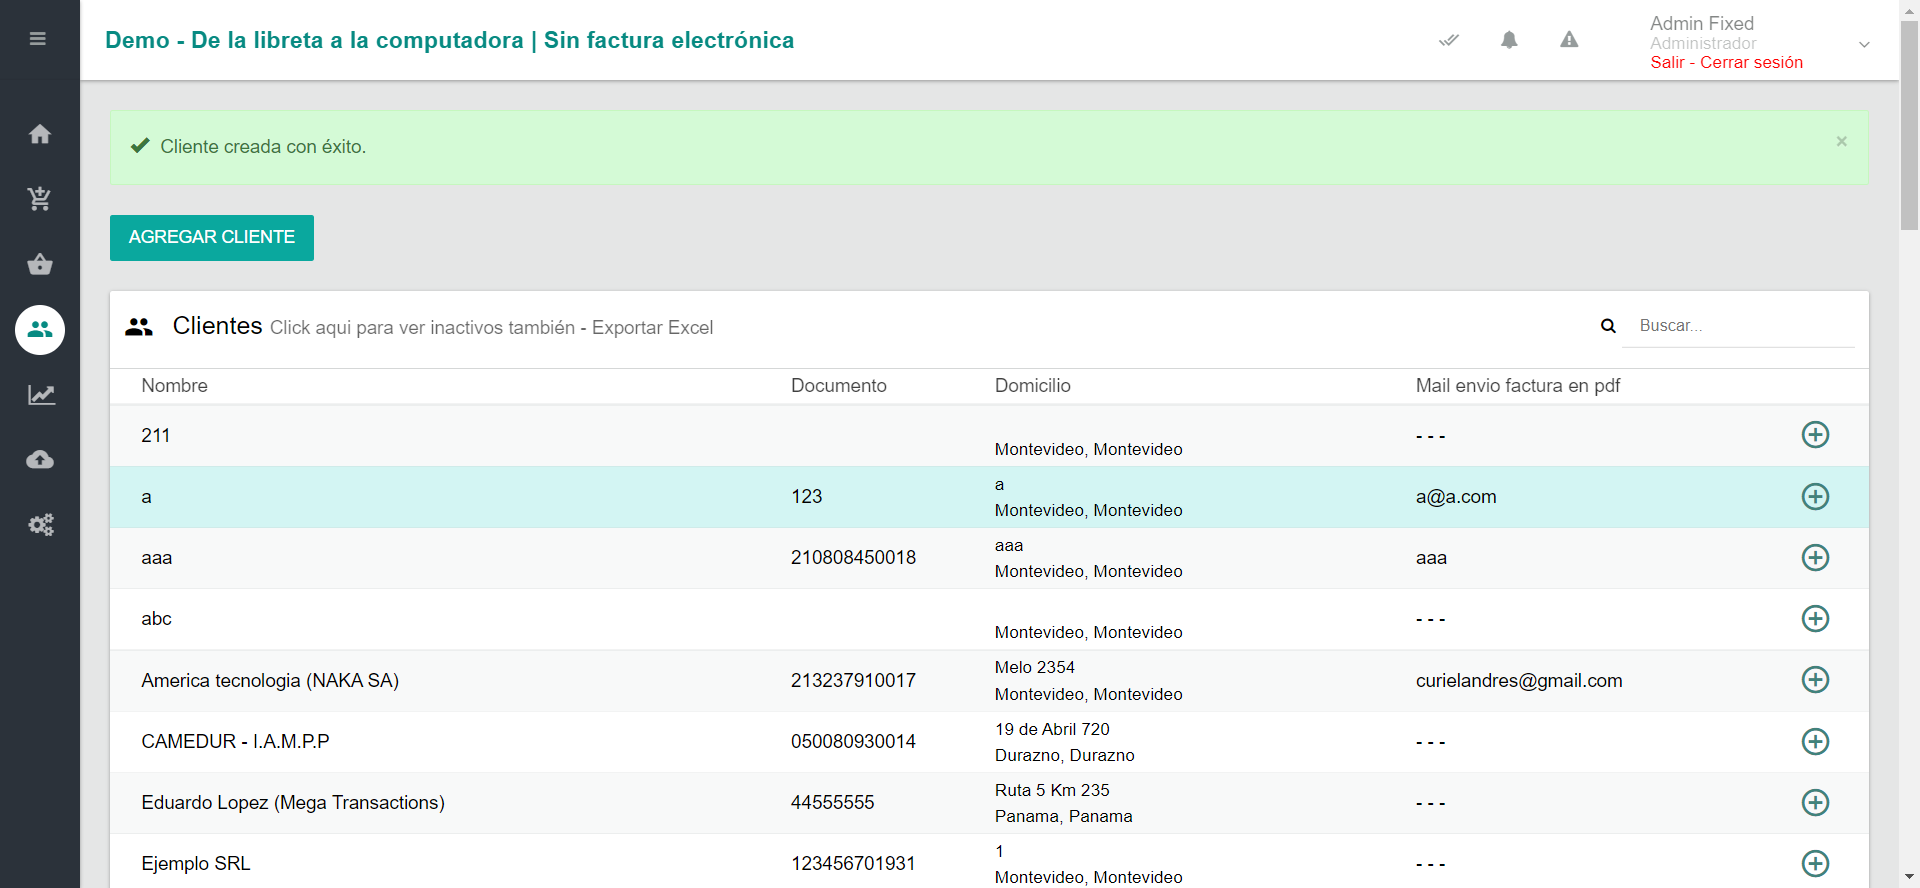 Demo - De la libreta a la computadora | Sin factura electrónica
Admin Fixed
Administrador
Salir - Cerrar sesión
Cliente creada con éxito.
×
AGREGAR CLIENTE
Clientes Click aqui para ver inactivos también - Exportar Excel
Buscar...
Nombre Documento Domicilio Mail envio factura en pdf
211 Montevideo, Montevideo - - -
a 123 a a@a.com
Montevideo, Montevideo
aaa 210808450018 aaa aaa
Montevideo, Montevideo
abc Montevideo, Montevideo - - -
America tecnologia (NAKA SA) 213237910017 Melo 2354 curielandres@gmail.com
Montevideo, Montevideo
CAMEDUR - I.A.M.P.P 050080930014 19 de Abril 720 - - -
Durazno, Durazno
Eduardo Lopez (Mega Transactions) 44555555 Ruta 5 Km 235 - - -
Panama, Panama
Ejemplo SRL 123456701931 1 - - -
Montevideo, Montevideo